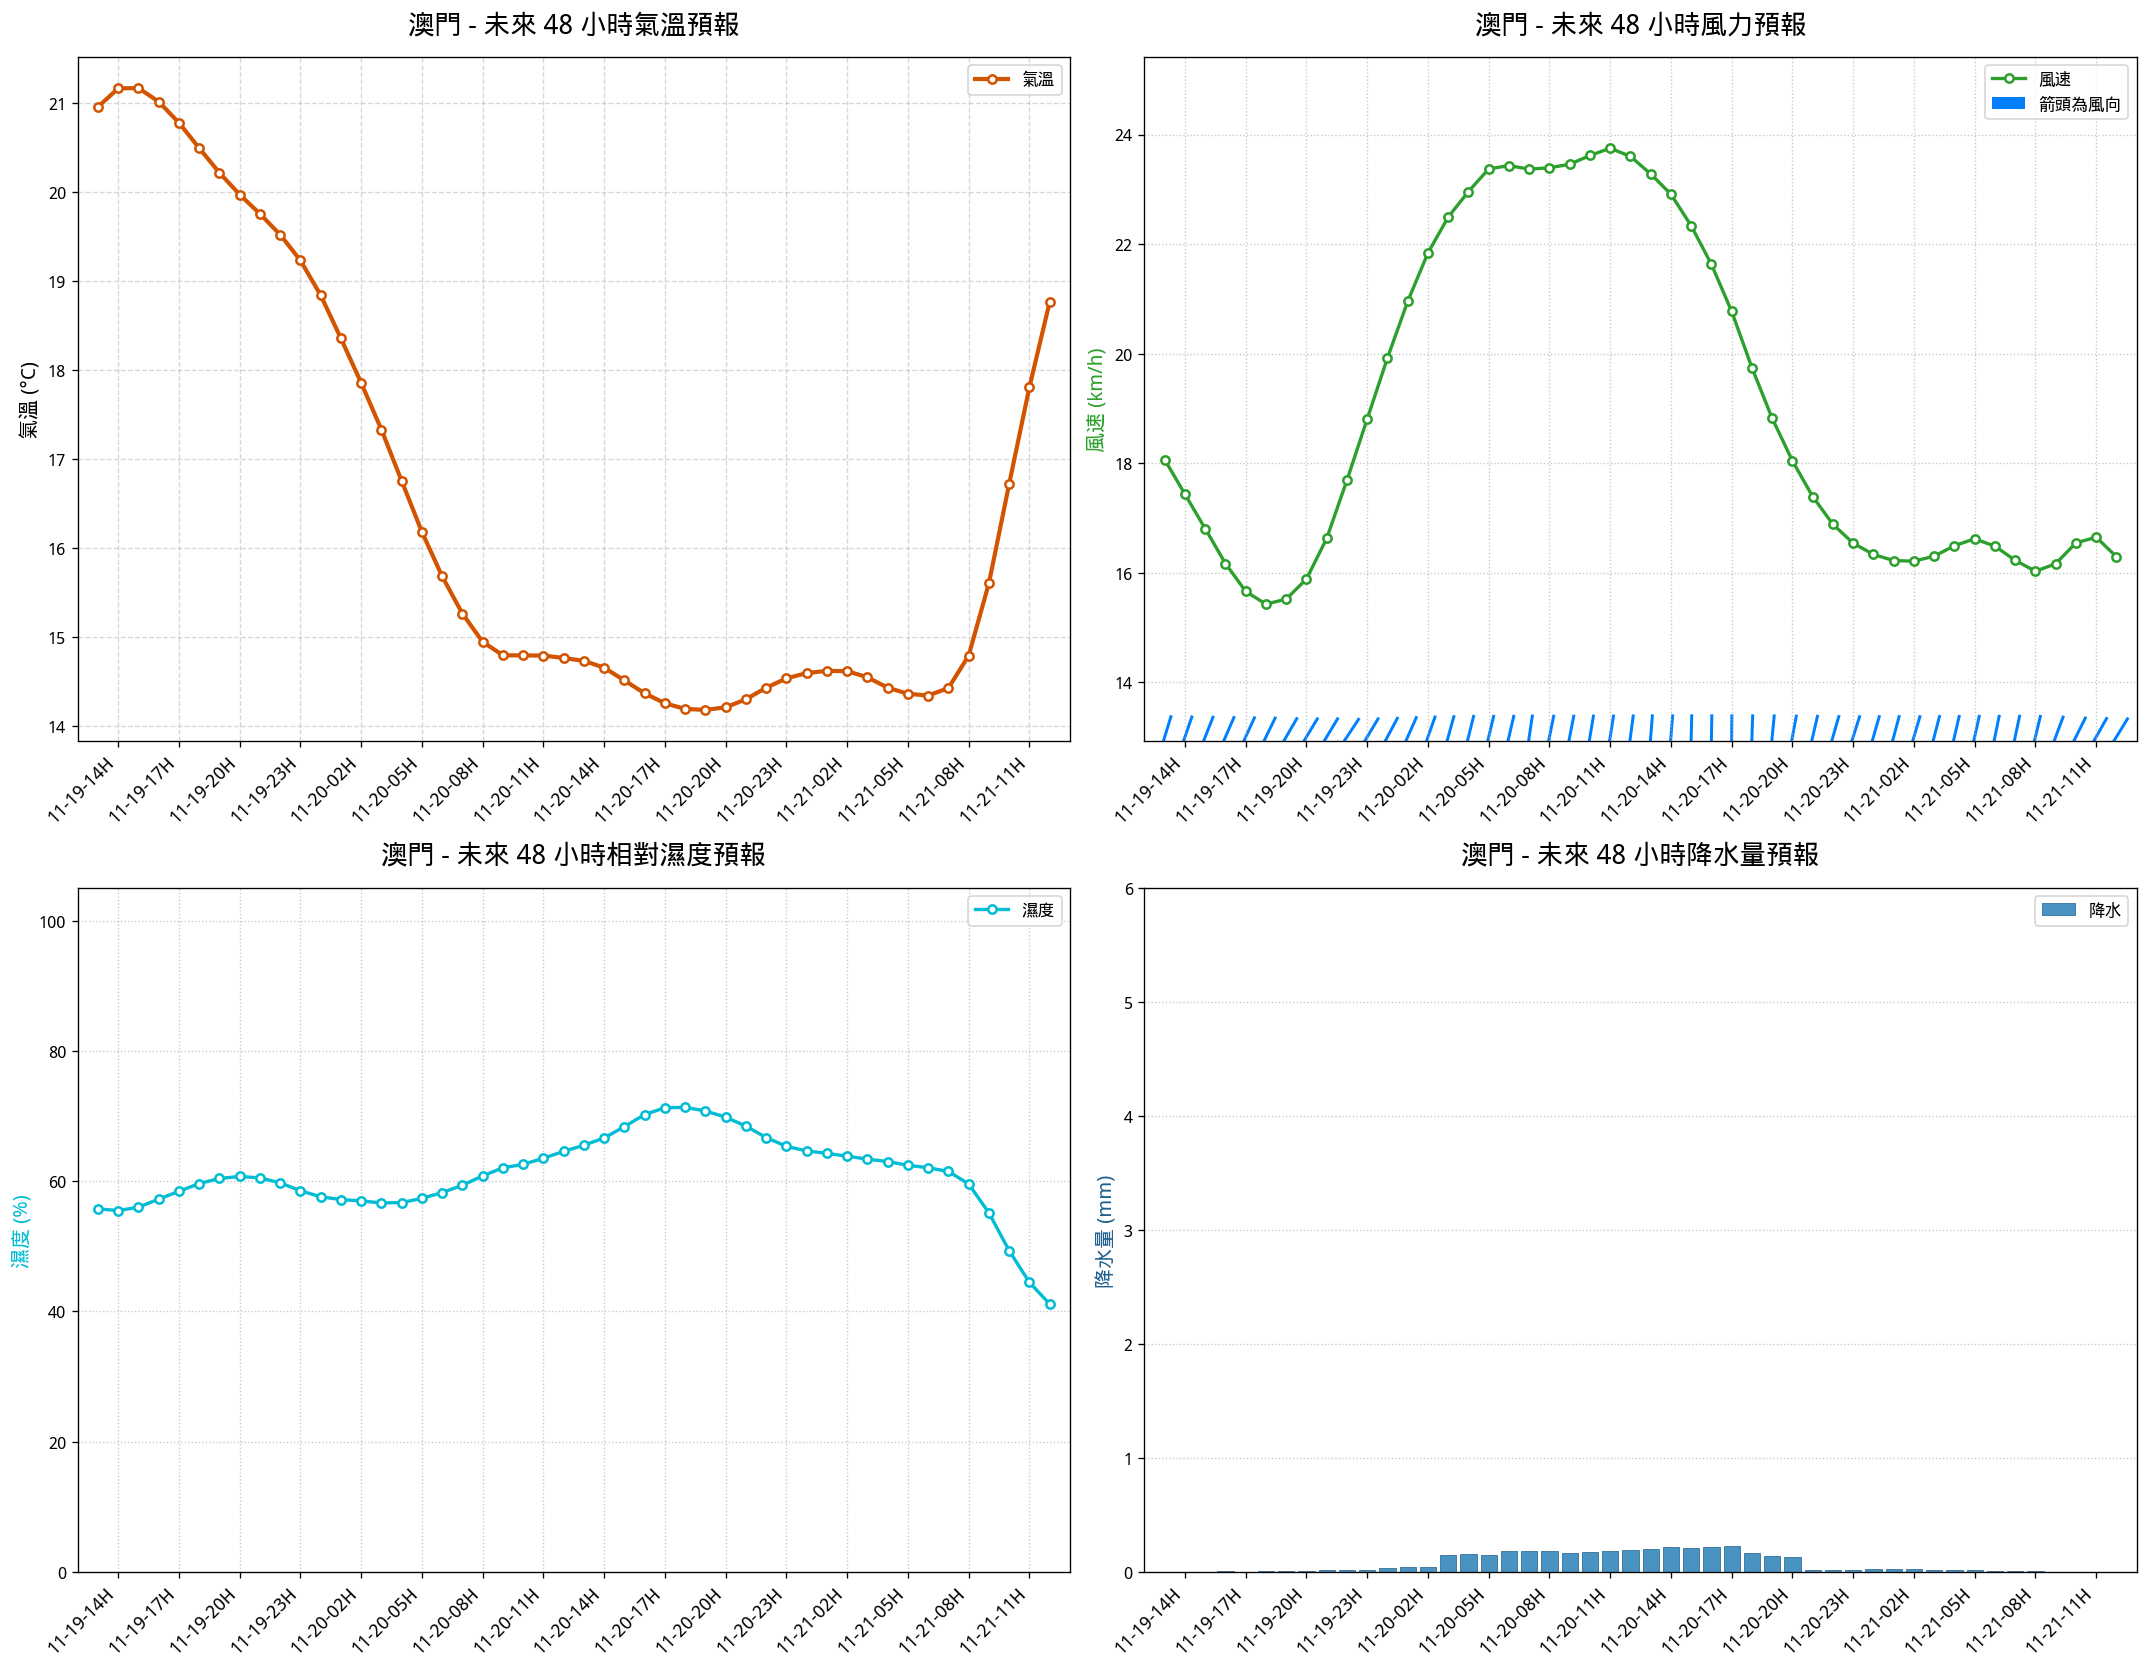 澳門 - 未來 48 小時氣溫預報
氣溫
氣溫 (°C)
21
20
19
18
17
16
15
14
11-19-14H
11-19-17H
11-19-20H
11-19-23H
11-20-02H
11-20-05H
11-20-08H
11-20-11H
11-20-14H
11-20-17H
11-20-20H
11-20-23H
11-21-02H
11-21-05H
11-21-08H
11-21-11H
澳門 - 未來 48 小時風力預報
風速
箭頭為風向
風速 (km/h)
24
22
20
18
16
14
11-19-14H
11-19-17H
11-19-20H
11-19-23H
11-20-02H
11-20-05H
11-20-08H
11-20-11H
11-20-14H
11-20-17H
11-20-20H
11-20-23H
11-21-02H
11-21-05H
11-21-08H
11-21-11H
澳門 - 未來 48 小時相對濕度預報
濕度
濕度 (%)
100
80
60
40
20
0
11-19-14H
11-19-17H
11-19-20H
11-19-23H
11-20-02H
11-20-05H
11-20-08H
11-20-11H
11-20-14H
11-20-17H
11-20-20H
11-20-23H
11-21-02H
11-21-05H
11-21-08H
11-21-11H
澳門 - 未來 48 小時降水量預報
降水
降水量 (mm)
6
5
4
3
2
1
0
11-19-14H
11-19-17H
11-19-20H
11-19-23H
11-20-02H
11-20-05H
11-20-08H
11-20-11H
11-20-14H
11-20-17H
11-20-20H
11-20-23H
11-21-02H
11-21-05H
11-21-08H
11-21-11H